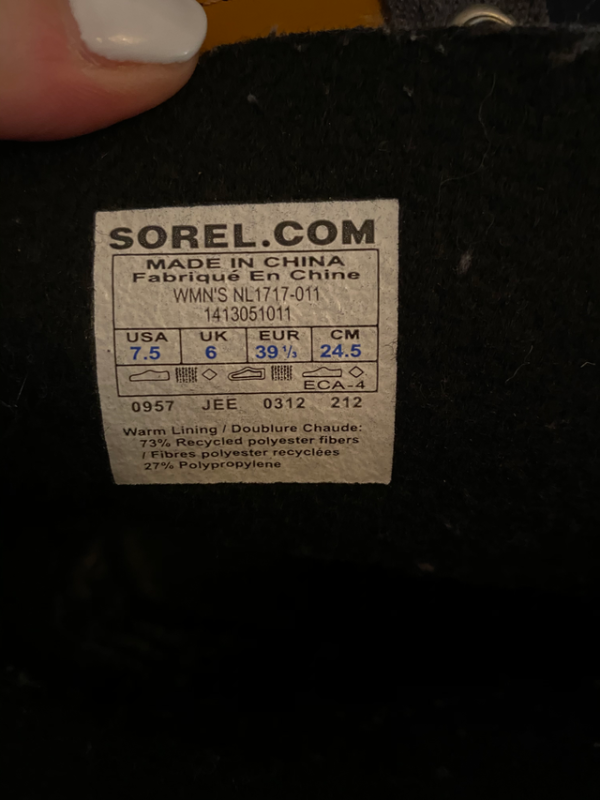 SOREL.COM
MADE IN CHINA
Fabriqué En Chine
WMN'S NL1717-011
1413051011
USA UK EUR CM
7.5 6 39 1/3 24.5
ECA-4
0957 JEE 0312 212
Warm Lining / Doublure Chaude:
73% Recycled polyester fibers
/ Fibres polyester recyclées
27% Polypropylene